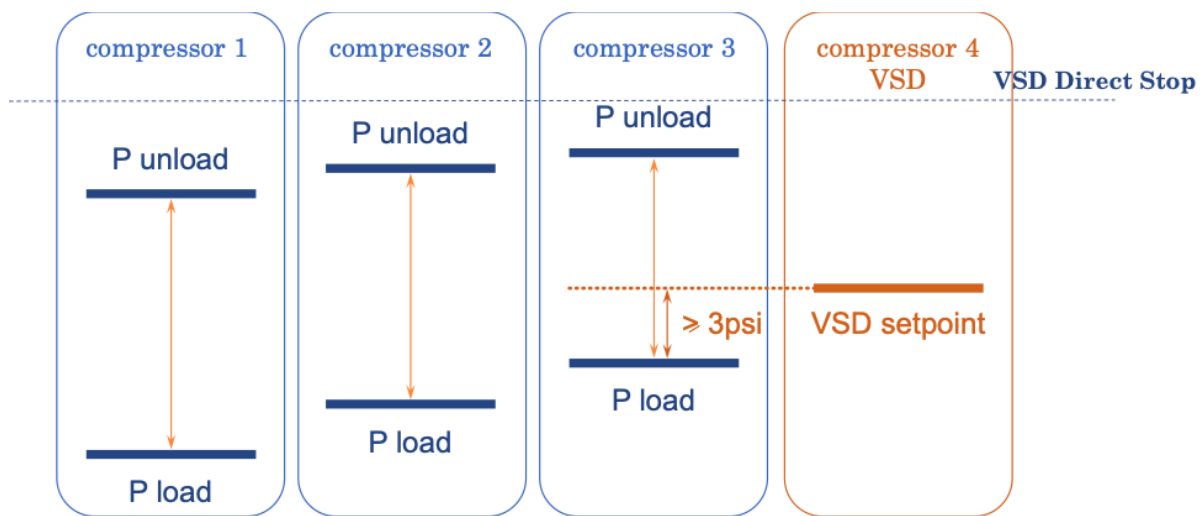 compressor 1
P unload
P load
compressor 2
P unload
P load
compressor 3
P unload
⩾ 3psi
P load
compressor 4
VSD
VSD setpoint
VSD Direct Stop